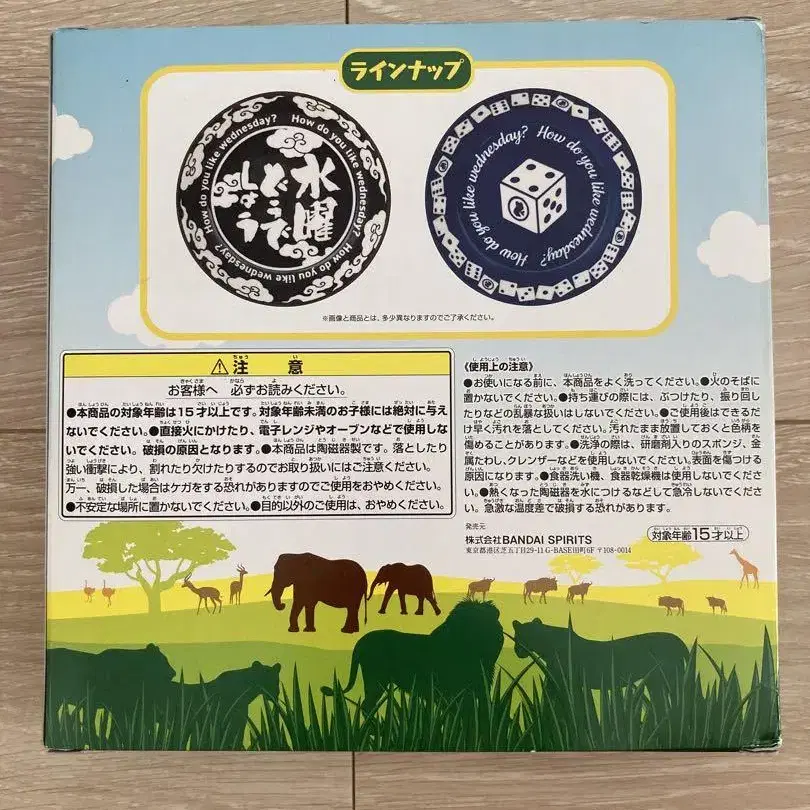 ラインナップ
How do you like wednesday? How do you like wednesday? How do you like wednesday? How do you like wednesday?
水曜
どうで
しょう
How do you like wednesday? How do you like wednesday?
※画像と商品とは、多少異なりますのでご了承ください。
⚠注意
お客様へ 必ずお読みください。
●本商品の対象年齢は15才以上です。対象年齢未満のお子様には絶対に与え
ないでください。●直接火にかけたり、電子レンジやオーブンなどで使用しな
いでください。破損の原因となります。●本商品は陶磁器製です。落としたり
強い衝撃により、割れたり欠けたりするのでお取り扱いにはご注意ください。
万一、破損した場合はケガをする恐れがありますのでご使用をおやめください。
●不安定な場所に置かないでください。●目的以外のご使用は、おやめください。
〈使用上の注意〉
●お使いになる前に、本商品をよく洗ってください。●火のそばに
置かないでください。●持ち運びの際には、ぶつけたり、振り回し
たりなどの乱暴な扱いはしないでください。●ご使用後はできるだ
け早く汚れを落としてください。汚れたまま放置しておくと色柄を
傷めることがあります。●洗浄の際は、研磨剤入りのスポンジ、金
属たわし、クレンザーなどを使用しないでください。表面を傷つける
原因になります。●食器洗い機、食器乾燥機は使用しないでくださ
い。●熱くなった陶磁器を水につけるなどして急冷しないでくださ
い。急激な温度差で破損する恐れがあります。
発売元
株式会社BANDAI SPIRITS
東京都港区芝五丁目29-11 G-BASE田町6F 〒108-0014
対象年齢15才以上